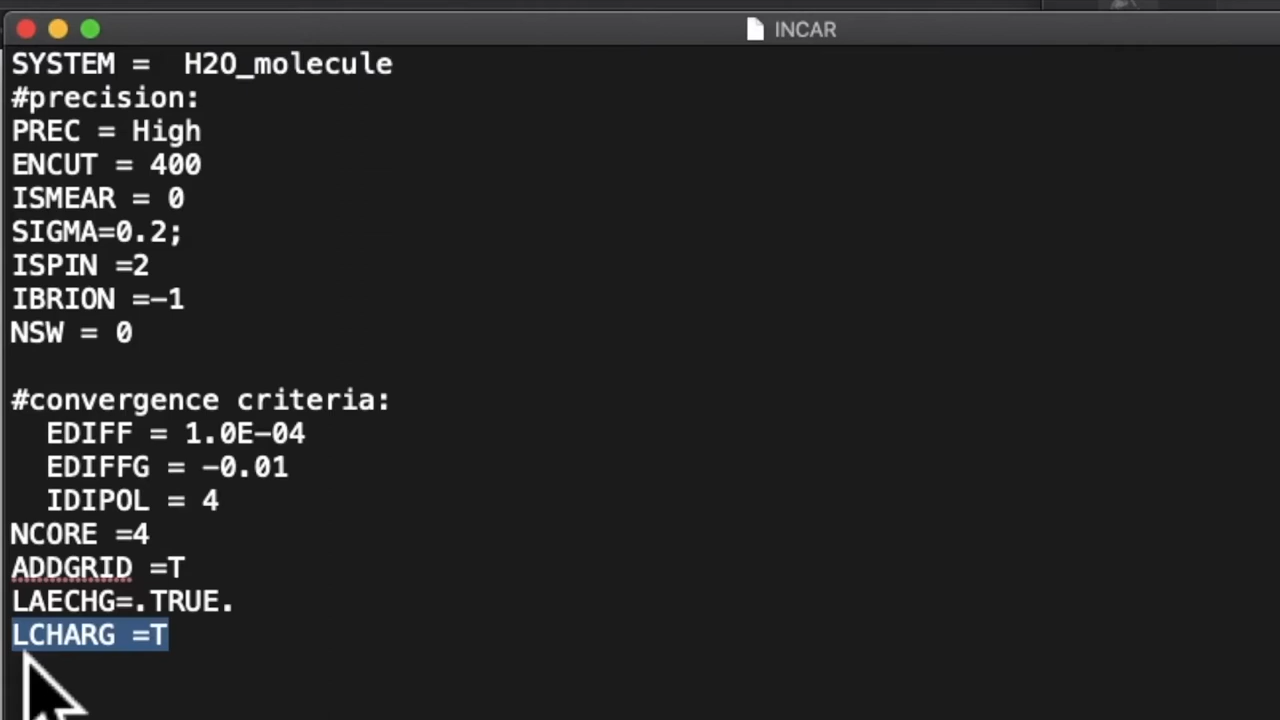 INCAR
SYSTEM =  H2O_molecule
#precision:
PREC = High
ENCUT = 400
ISMEAR = 0
SIGMA=0.2;
ISPIN =2
IBRION =-1
NSW = 0
#convergence criteria:
EDIFF = 1.0E-04
EDIFFG = -0.01
IDIPOL = 4
NCORE =4
ADDGRID =T
LAECHG=.TRUE.
LCHARG =T